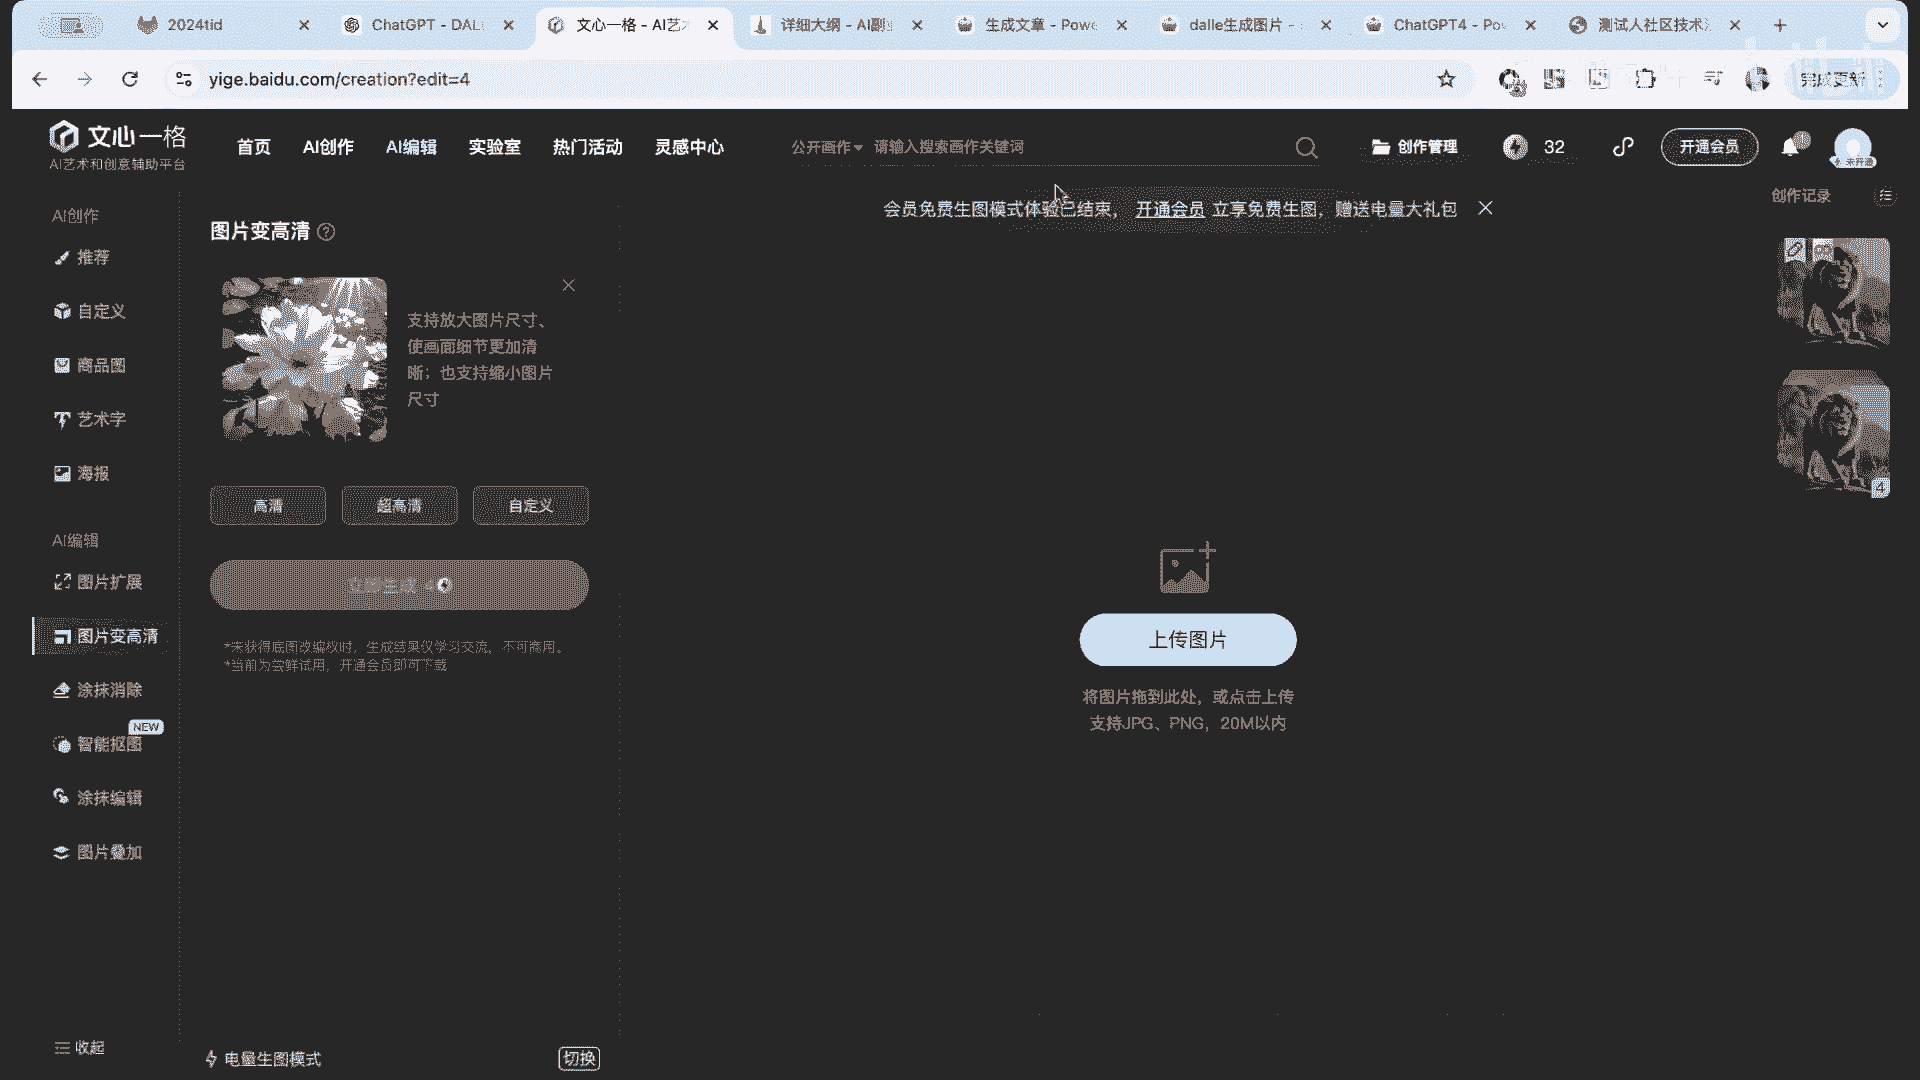 2024tid
ChatGPT - DAL
文心一格 - AI艺
详细大纲 - AI副
生成文章 - Powe
dalle生成图片 -
ChatGPT4 - Po
测试人社区技术
yige.baidu.com/creation?edit=4
完成更新
文心一格
AI艺术和创意辅助平台
首页
AI创作
AI编辑
实验室
热门活动
灵感中心
公开画作
请输入搜索画作关键词
创作管理
32
开通会员
未开通
会员免费生图模式体验已结束， 开通会员 立享免费生图，赠送电量大礼包
创作记录
AI创作
推荐
自定义
商品图
艺术字
海报
AI编辑
图片扩展
图片变高清
涂抹消除
NEW
智能抠图
涂抹编辑
图片叠加
收起
图片变高清
支持放大图片尺寸、
使画面细节更加清
晰；也支持缩小图片
尺寸
高清
超高清
自定义
立即生成 4
*未获得底图改编权时，生成结果仅学习交流，不可商用。
*当前为尝鲜试用，开通会员即可下载
电量生图模式
切换
上传图片
将图片拖到此处，或点击上传
支持JPG、PNG，20M以内
4